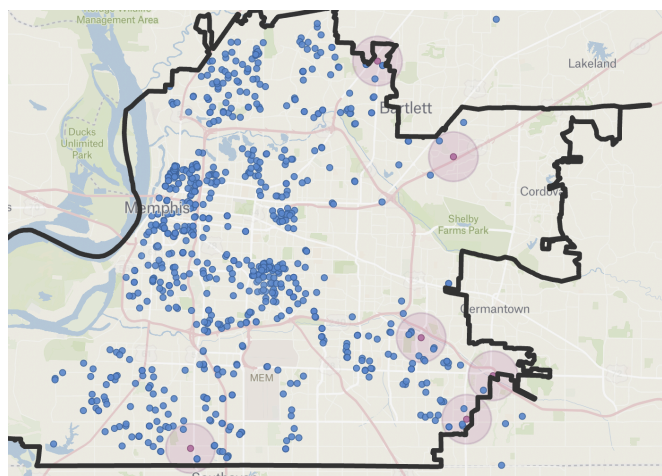 Management Area
Lakeland
Bartlett
Ducks
Unlimited
Park
Cordova
Memphis
Shelby
Farms Park
Germantown
MEM